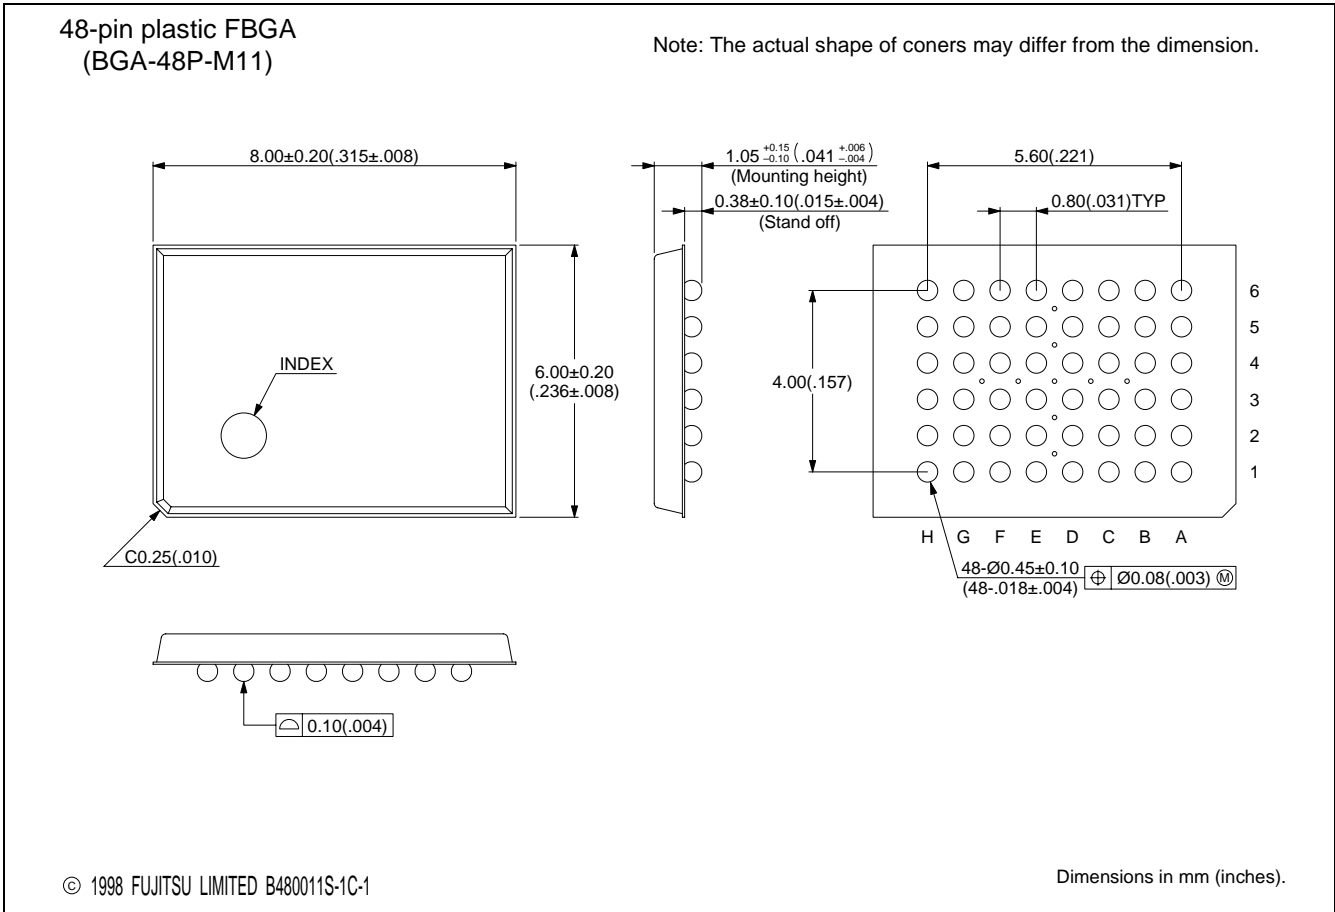 48-pin plastic FBGA
(BGA-48P-M11)
Note: The actual shape of coners may differ from the dimension.
8.00±0.20(.315±.008)
1.05 +0.15 −0.10 (.041 +.006 −.004)
(Mounting height)
0.38±0.10(.015±.004)
(Stand off)
5.60(.221)
0.80(.031)TYP
INDEX
6.00±0.20
(.236±.008)
4.00(.157)
6
5
4
3
2
1
H G F E D C B A
C0.25(.010)
48-Ø0.45±0.10
(48-.018±.004)
⌖ Ø0.08(.003) Ⓜ
⌓ 0.10(.004)
© 1998 FUJITSU LIMITED B480011S-1C-1
Dimensions in mm (inches).